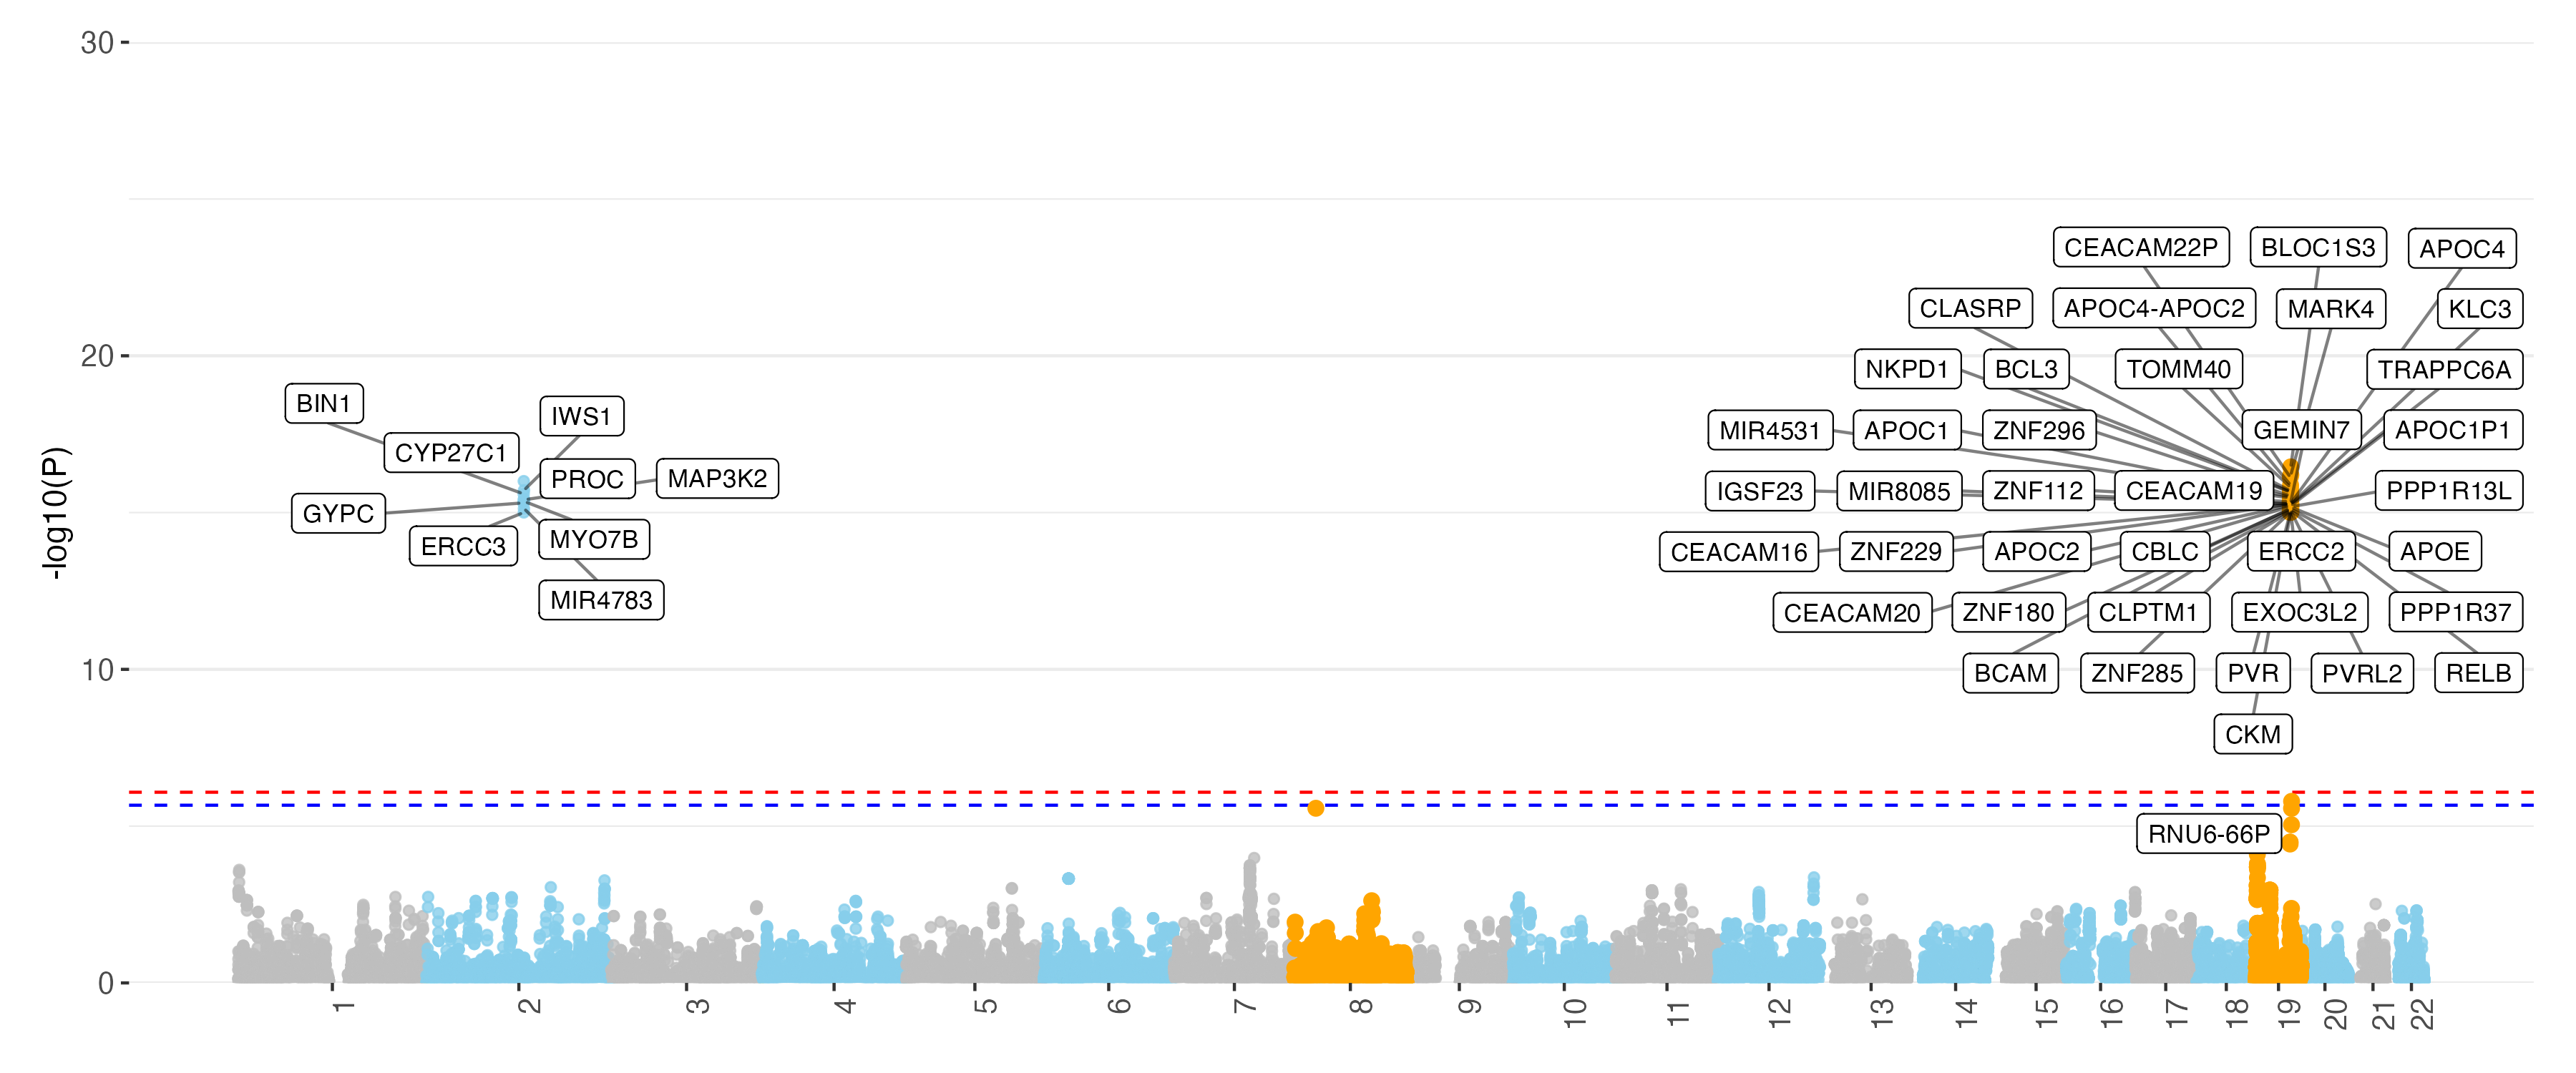 30
CEACAM22P BLOC1S3 APOC4
CLASRP APOC4-APOC2 MARK4 KLC3
20
NKPD1 BCL3 TOMM40 TRAPPC6A
BIN1 IWS1
MIR4531 APOC1 ZNF296 GEMIN7 APOC1P1
CYP27C1
PROC MAP3K2
IGSF23 MIR8085 ZNF112 CEACAM19 PPP1R13L
GYPC
-log10(P)
ERCC3 MYO7B
CEACAM16 ZNF229 APOC2 CBLC ERCC2 APOE
MIR4783
CEACAM20 ZNF180 CLPTM1 EXOC3L2 PPP1R37
10
BCAM ZNF285 PVR PVRL2 RELB
CKM
RNU6-66P
0
1 2 3 4 5 6 7 8 9 10 11 12 13 14 15 16 17 18 19 20 21 22